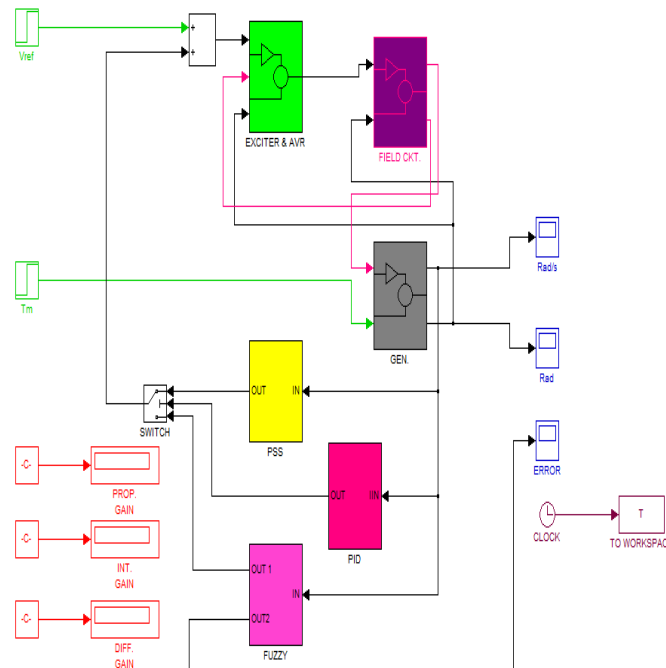 Vref
+
+
EXCITER & AVR
FIELD CKT.
Rad/s
Tm
GEN.
Rad
OUT
IN
SWITCH
PSS
ERROR
-C-
PROP.
GAIN
OUT
IIN
PID
T
CLOCK
TO WORKSPAC
-C-
INT.
GAIN
OUT 1
IN
OUT2
FUZZY
-C-
DIFF.
GAIN